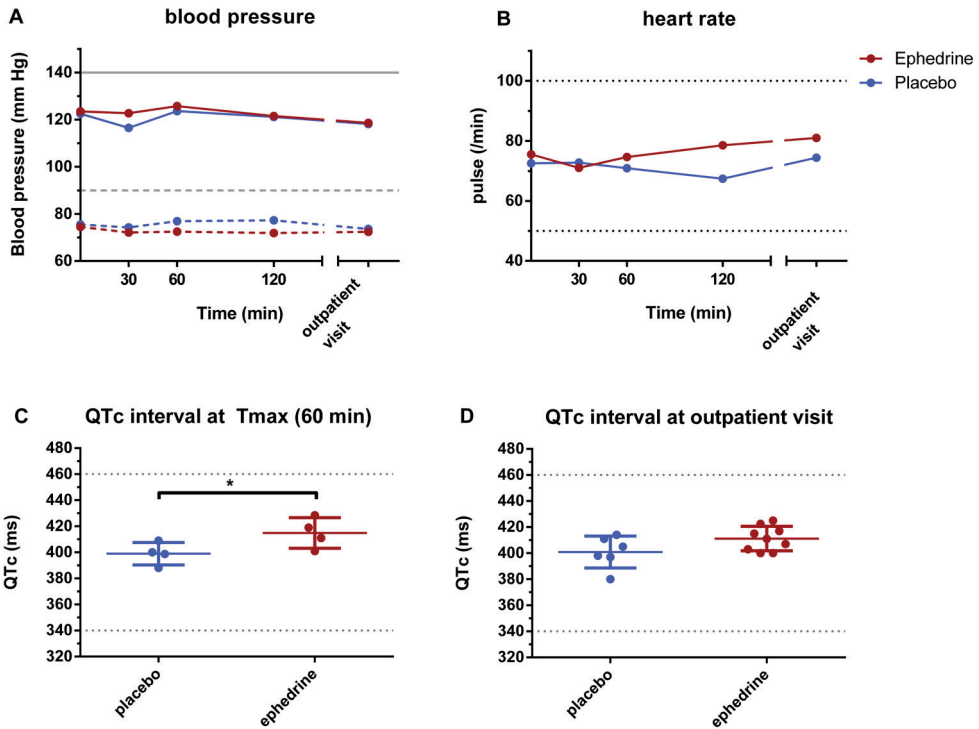 A
blood pressure
Blood pressure (mm Hg)
140
120
100
80
60
30
60
120
Time (min)
outpatient
visit
B
heart rate
pulse (/min)
100
80
60
40
30
60
120
Time (min)
outpatient
visit
Ephedrine
Placebo
C
QTc interval at Tmax (60 min)
QTc (ms)
480
460
440
420
400
380
360
340
320
*
placebo
ephedrine
D
QTc interval at outpatient visit
QTc (ms)
480
460
440
420
400
380
360
340
320
placebo
ephedrine